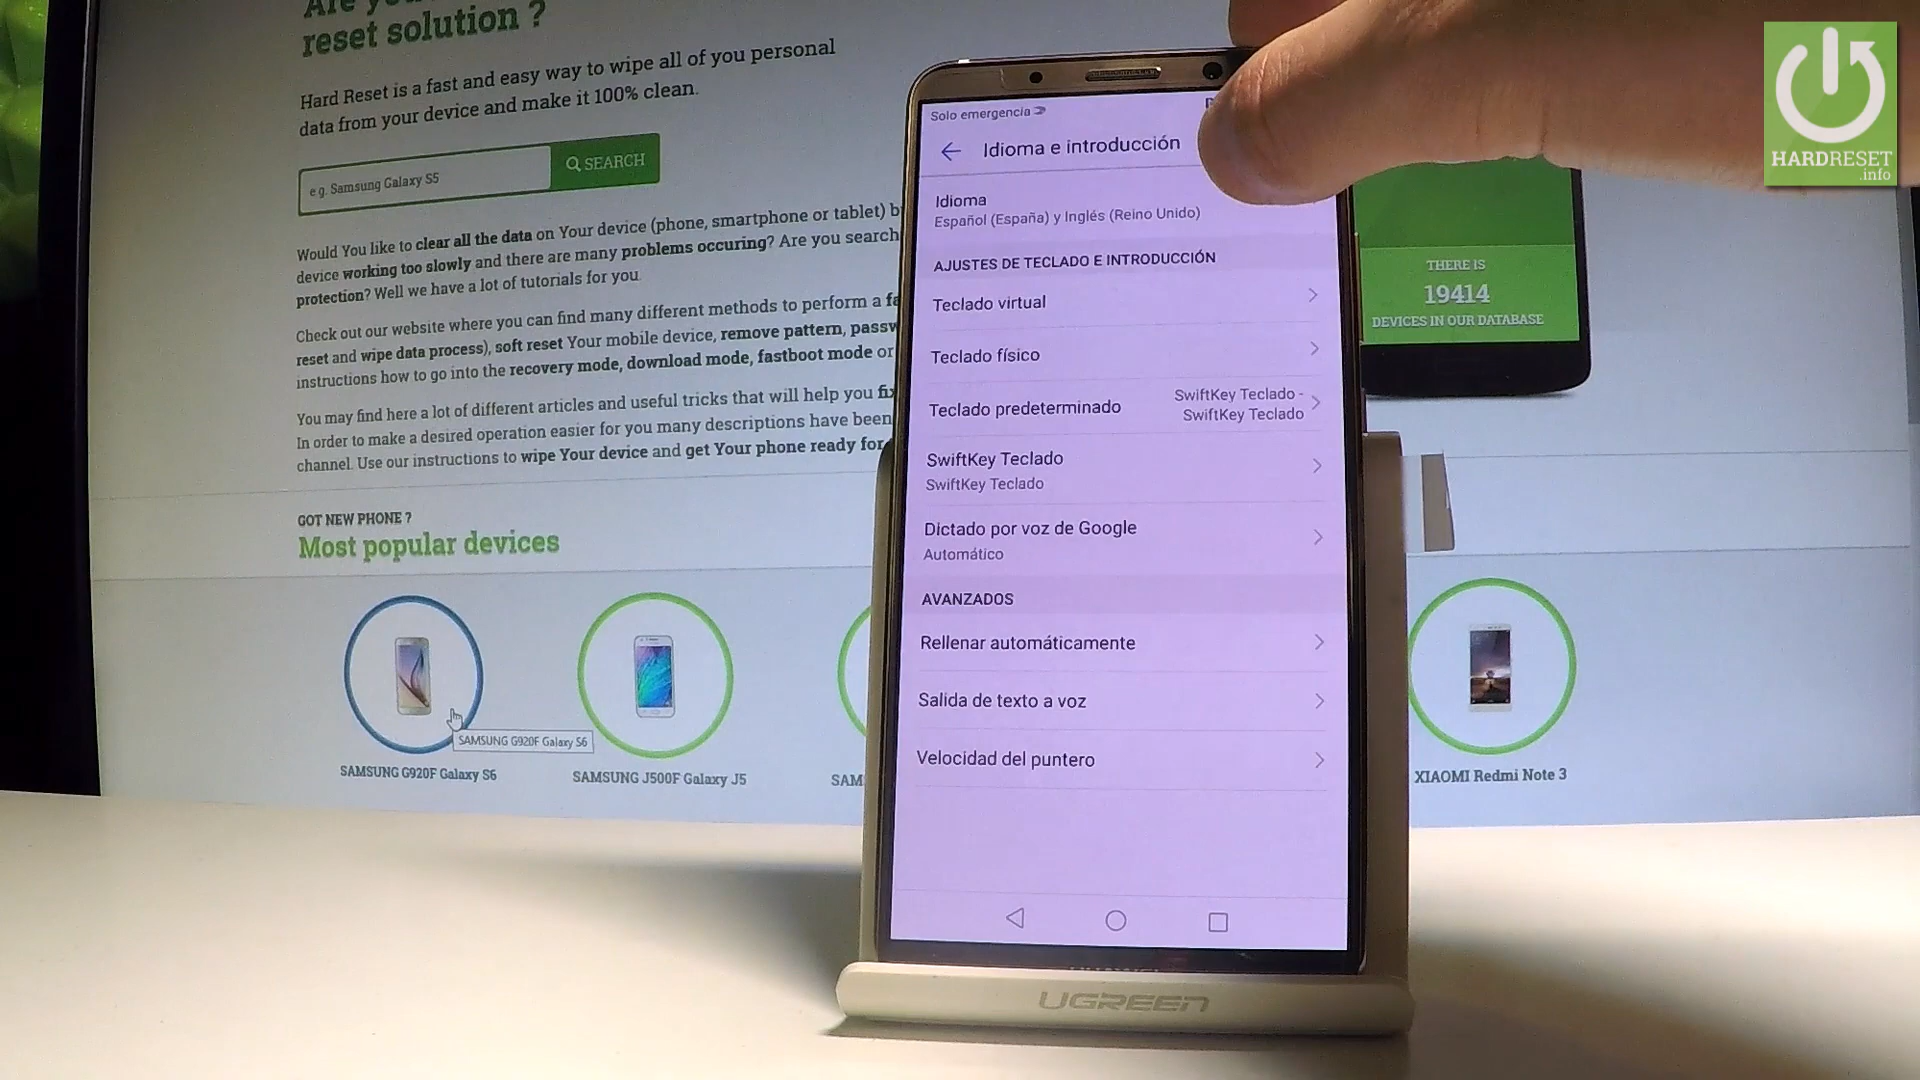 reset solution ?
Hard Reset is a fast and easy way to wipe all of you personal
data from your device and make it 100% clean.
e.g. Samsung Galaxy S5
SEARCH
Would You like to clear all the data on Your device (phone, smartphone or tablet)
device working too slowly and there are many problems occuring? Are you search
protection? Well we have a lot of tutorials for you.
Check out our website where you can find many different methods to perform a
reset and wipe data process), soft reset Your mobile device, remove pattern, passw
instructions how to go into the recovery mode, download mode, fastboot mode or
You may find here a lot of different articles and useful tricks that will help you fix
In order to make a desired operation easier for you many descriptions have been
channel. Use our instructions to wipe Your device and get Your phone ready for
GOT NEW PHONE ?
Most popular devices
SAMSUNG G920F Galaxy S6
SAMSUNG G920F Galaxy S6
SAMSUNG J500F Galaxy J5
SAM
XIAOMI Redmi Note 3
THERE IS
19414
DEVICES IN OUR DATABASE
Solo emergencia
Idioma e introducción
Idioma
Español (España) y Inglés (Reino Unido)
AJUSTES DE TECLADO E INTRODUCCIÓN
Teclado virtual
Teclado físico
Teclado predeterminado
SwiftKey Teclado -
SwiftKey Teclado
SwiftKey Teclado
SwiftKey Teclado
Dictado por voz de Google
Automático
AVANZADOS
Rellenar automáticamente
Salida de texto a voz
Velocidad del puntero
UGREEN
HARDRESET
.info